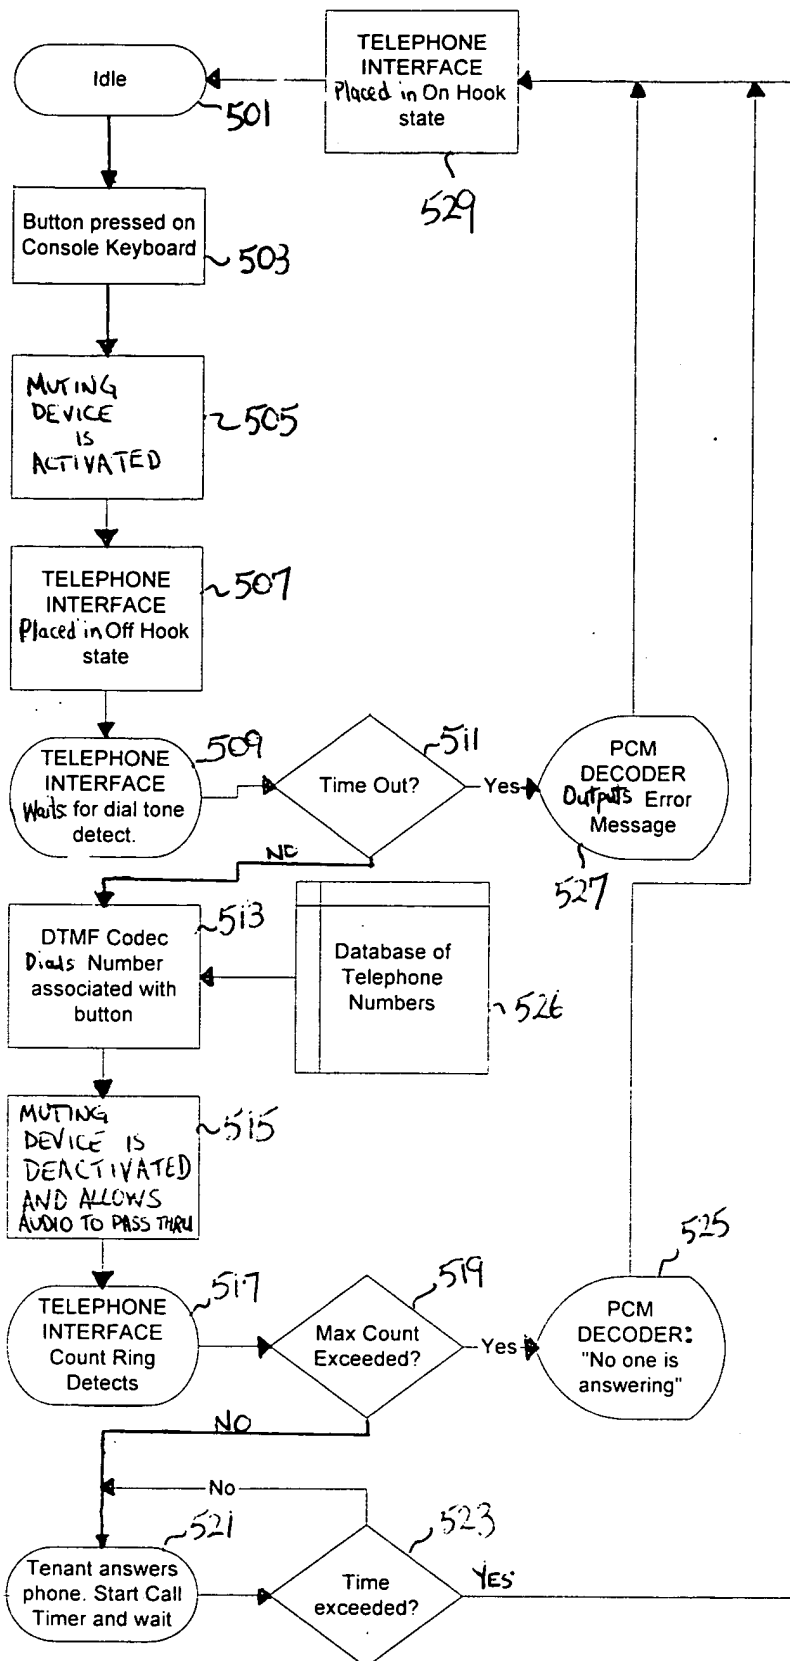 Idle
501
TELEPHONE
INTERFACE
Placed in On Hook
state
529
Button pressed on
Console Keyboard
503
MUTING
DEVICE
IS
ACTIVATED
505
TELEPHONE
INTERFACE
Placed in Off Hook
state
507
TELEPHONE
INTERFACE
Waits for dial tone
detect.
509
Time Out?
511
Yes
PCM
DECODER
Outputs Error
Message
527
NO
DTMF Codec
Dials Number
associated with
button
513
Database of
Telephone
Numbers
526
MUTING
DEVICE IS
DEACTIVATED
AND ALLOWS
AUDIO TO PASS THRU
515
TELEPHONE
INTERFACE
Count Ring
Detects
517
Max Count
Exceeded?
519
Yes
PCM
DECODER:
"No one is
answering"
525
NO
No
Tenant answers
phone. Start Call
Timer and wait
521
Time
exceeded?
523
YES